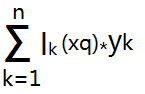 n
∑ lk(xq)*yk
k=1